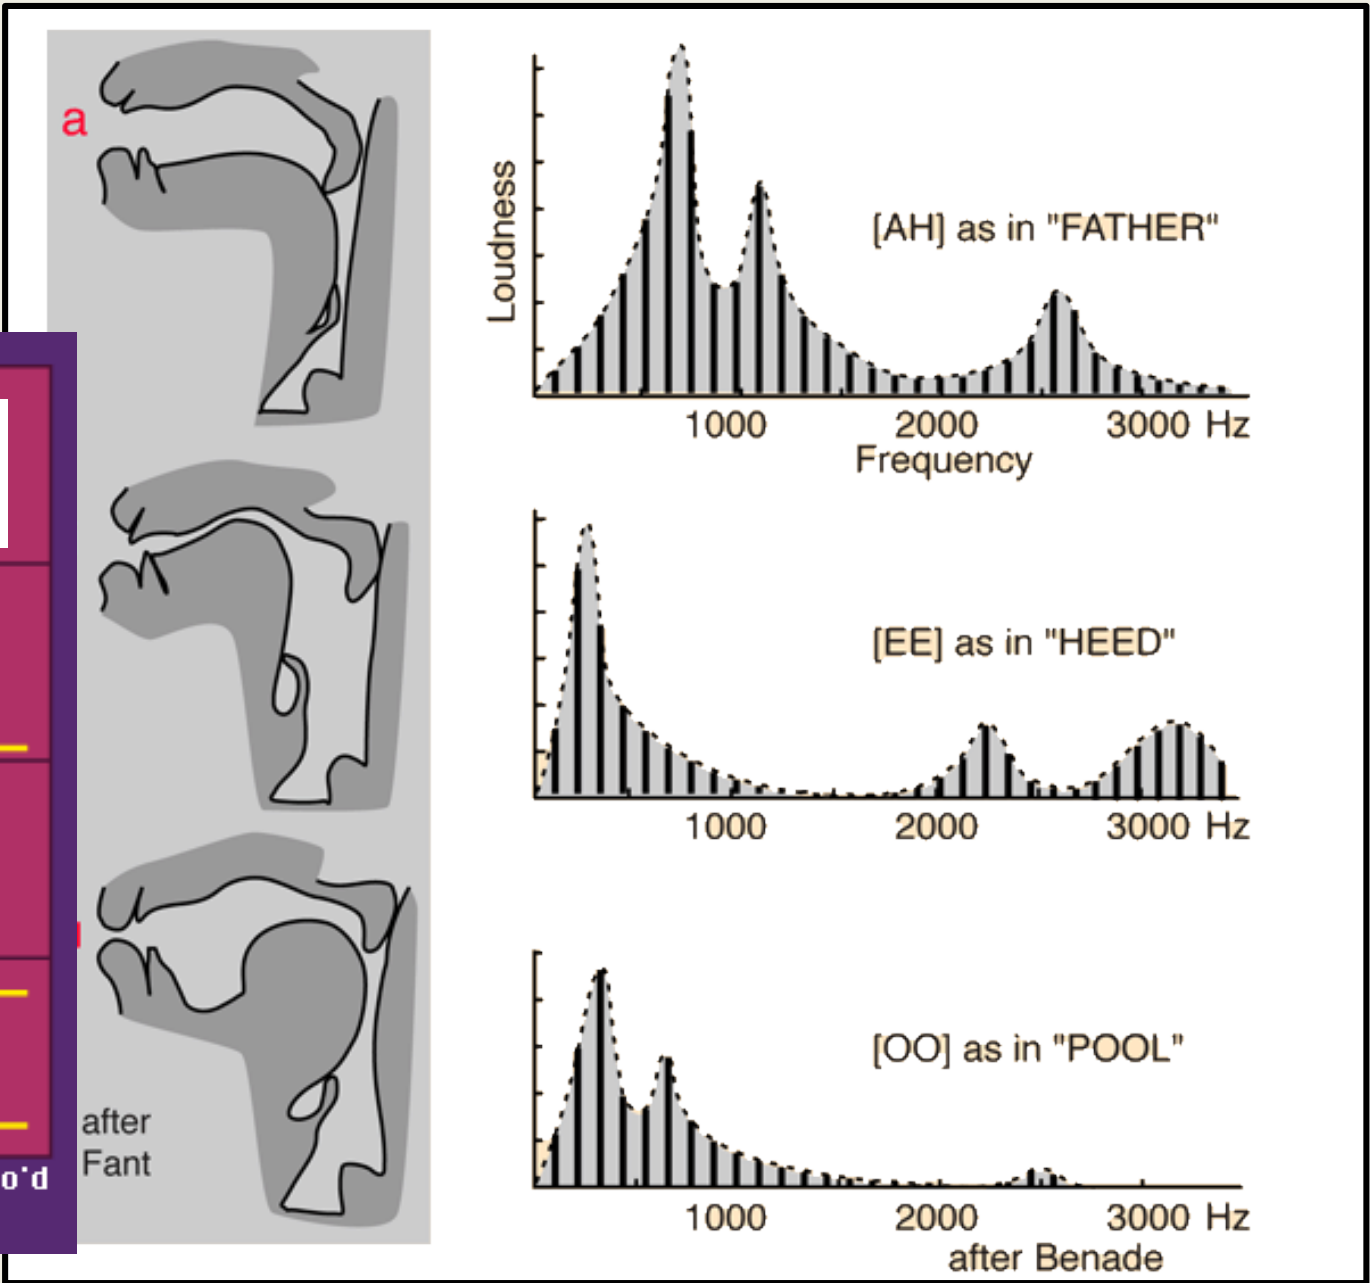 a
Loudness
[AH] as in "FATHER"
1000 2000 3000 Hz
Frequency
[EE] as in "HEED"
1000 2000 3000 Hz
[OO] as in "POOL"
1000 2000 3000 Hz
after Benade
after
Fant
o'd